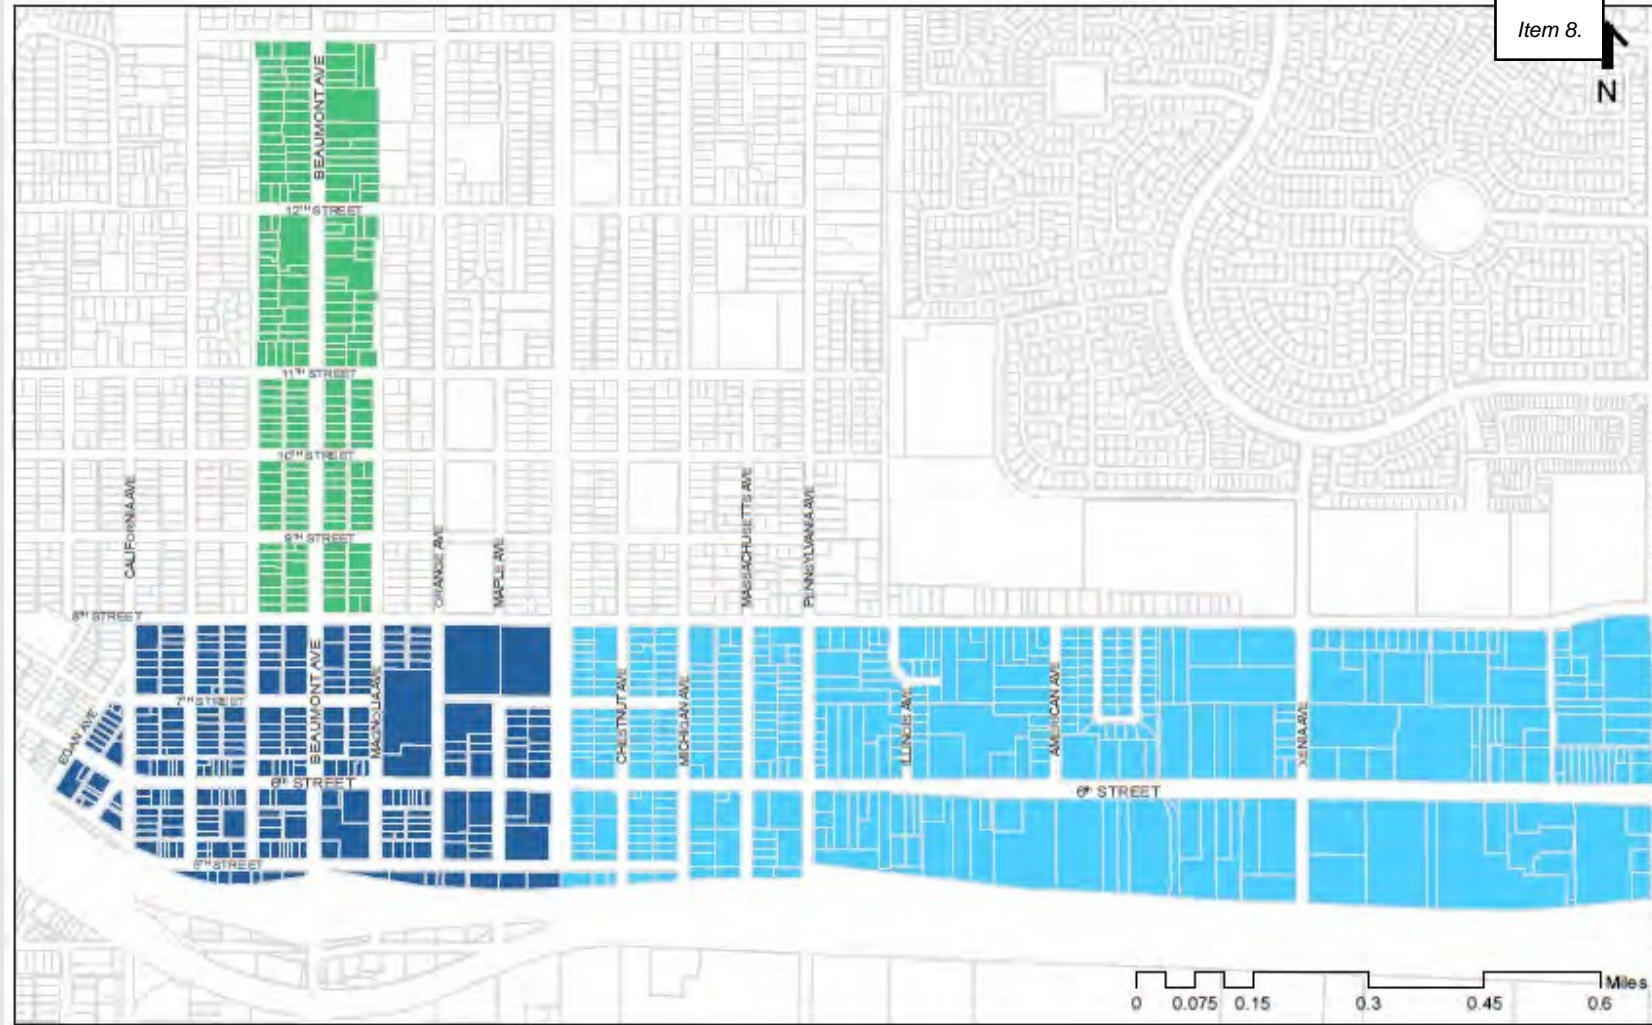 Item 8.
N
BEAUMONT AVE
12TH STREET
11TH STREET
10TH STREET
9TH STREET
CALIFORNIA AVE
ORANGE AVE
MAPLE AVE
MASSACHUSETTS AVE
PENNSYLVANIA AVE
8TH STREET
BEAUMONT AVE
MAGNOLIA AVE
7TH STREET
EGAN AVE
CHESTNUT AVE
MICHIGAN AVE
ILLINOIS AVE
AMERICAN AVE
XENIA AVE
6th STREET
6th STREET
5TH STREET
Miles
0 0.075 0.15 0.3 0.45 0.6